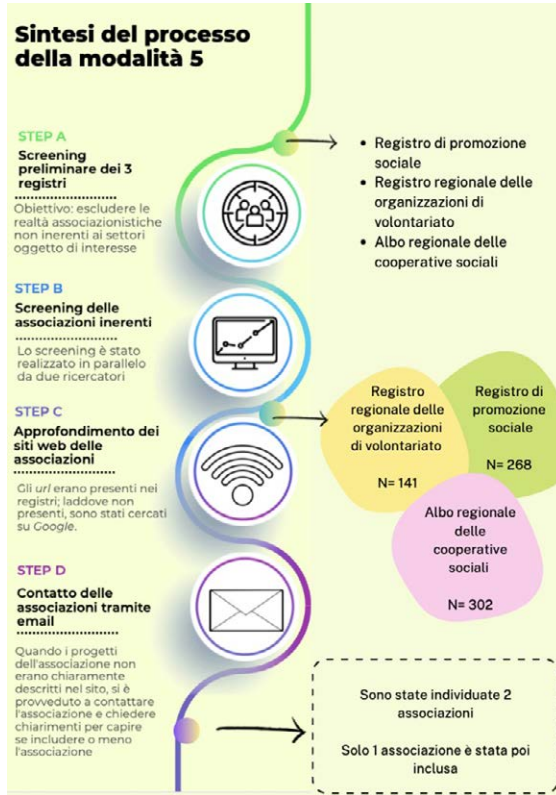 Sintesi del processo
della modalità 5
STEP A
Screening
preliminare dei 3
registri
Obiettivo: escludere le
realtà associazionistiche
non inerenti ai settori
oggetto di interesse
• Registro di promozione
sociale
• Registro regionale delle
organizzazioni di
volontariato
• Albo regionale delle
cooperative sociali
STEP B
Screening delle
associazioni inerenti
Lo screening è stato
realizzato in parallelo
da due ricercatori
STEP C
Approfondimento dei
siti web delle
associazioni
Gli url erano presenti nei
registri; laddove non
presenti, sono stati cercati
su Google.
Registro
regionale delle
organizzazioni
di volontariato
N= 141
Registro di
promozione
sociale
N= 268
Albo regionale
delle
cooperative
sociali
N= 302
STEP D
Contatto delle
associazioni tramite
email
Quando i progetti
dell'associazione non
erano chiaramente
descritti nel sito, si è
provveduto a contattare
l'associazione e chiedere
chiarimenti per capire
se includere o meno
l'associazione
Sono state individuate 2
associazioni
Solo 1 associazione è stata poi
inclusa